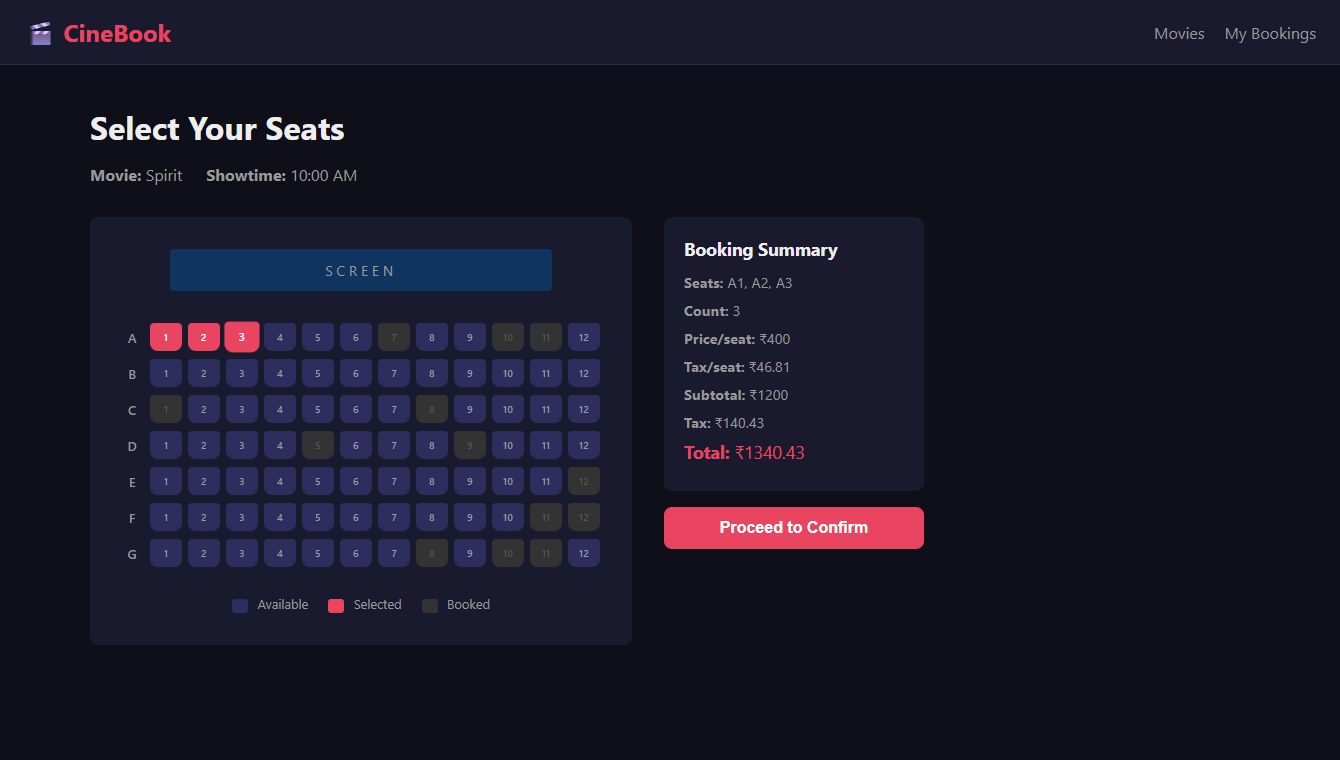 CineBook
Movies My Bookings
Select Your Seats
Movie: Spirit Showtime: 10:00 AM
SCREEN
A 1 2 3 4 5 6 7 8 9 10 11 12
B 1 2 3 4 5 6 7 8 9 10 11 12
C 1 2 3 4 5 6 7 8 9 10 11 12
D 1 2 3 4 5 6 7 8 9 10 11 12
E 1 2 3 4 5 6 7 8 9 10 11 12
F 1 2 3 4 5 6 7 8 9 10 11 12
G 1 2 3 4 5 6 7 8 9 10 11 12
Available Selected Booked
Booking Summary
Seats: A1, A2, A3
Count: 3
Price/seat: ₹400
Tax/seat: ₹46.81
Subtotal: ₹1200
Tax: ₹140.43
Total: ₹1340.43
Proceed to Confirm